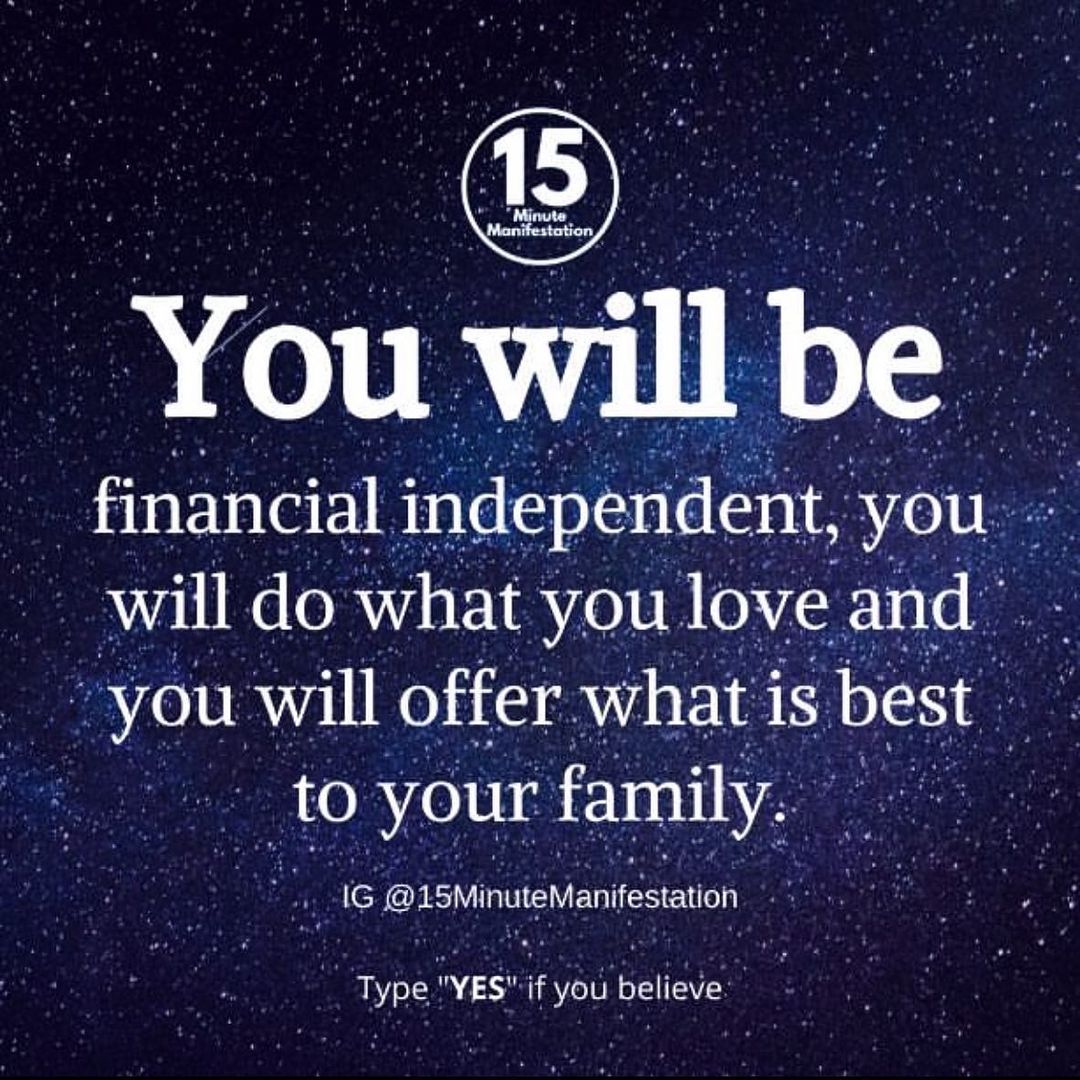 15
Minute
Manifestation
You will be
financial independent, you
will do what you love and
you will offer what is best
to your family.
IG @15MinuteManifestation
Type "YES" if you believe